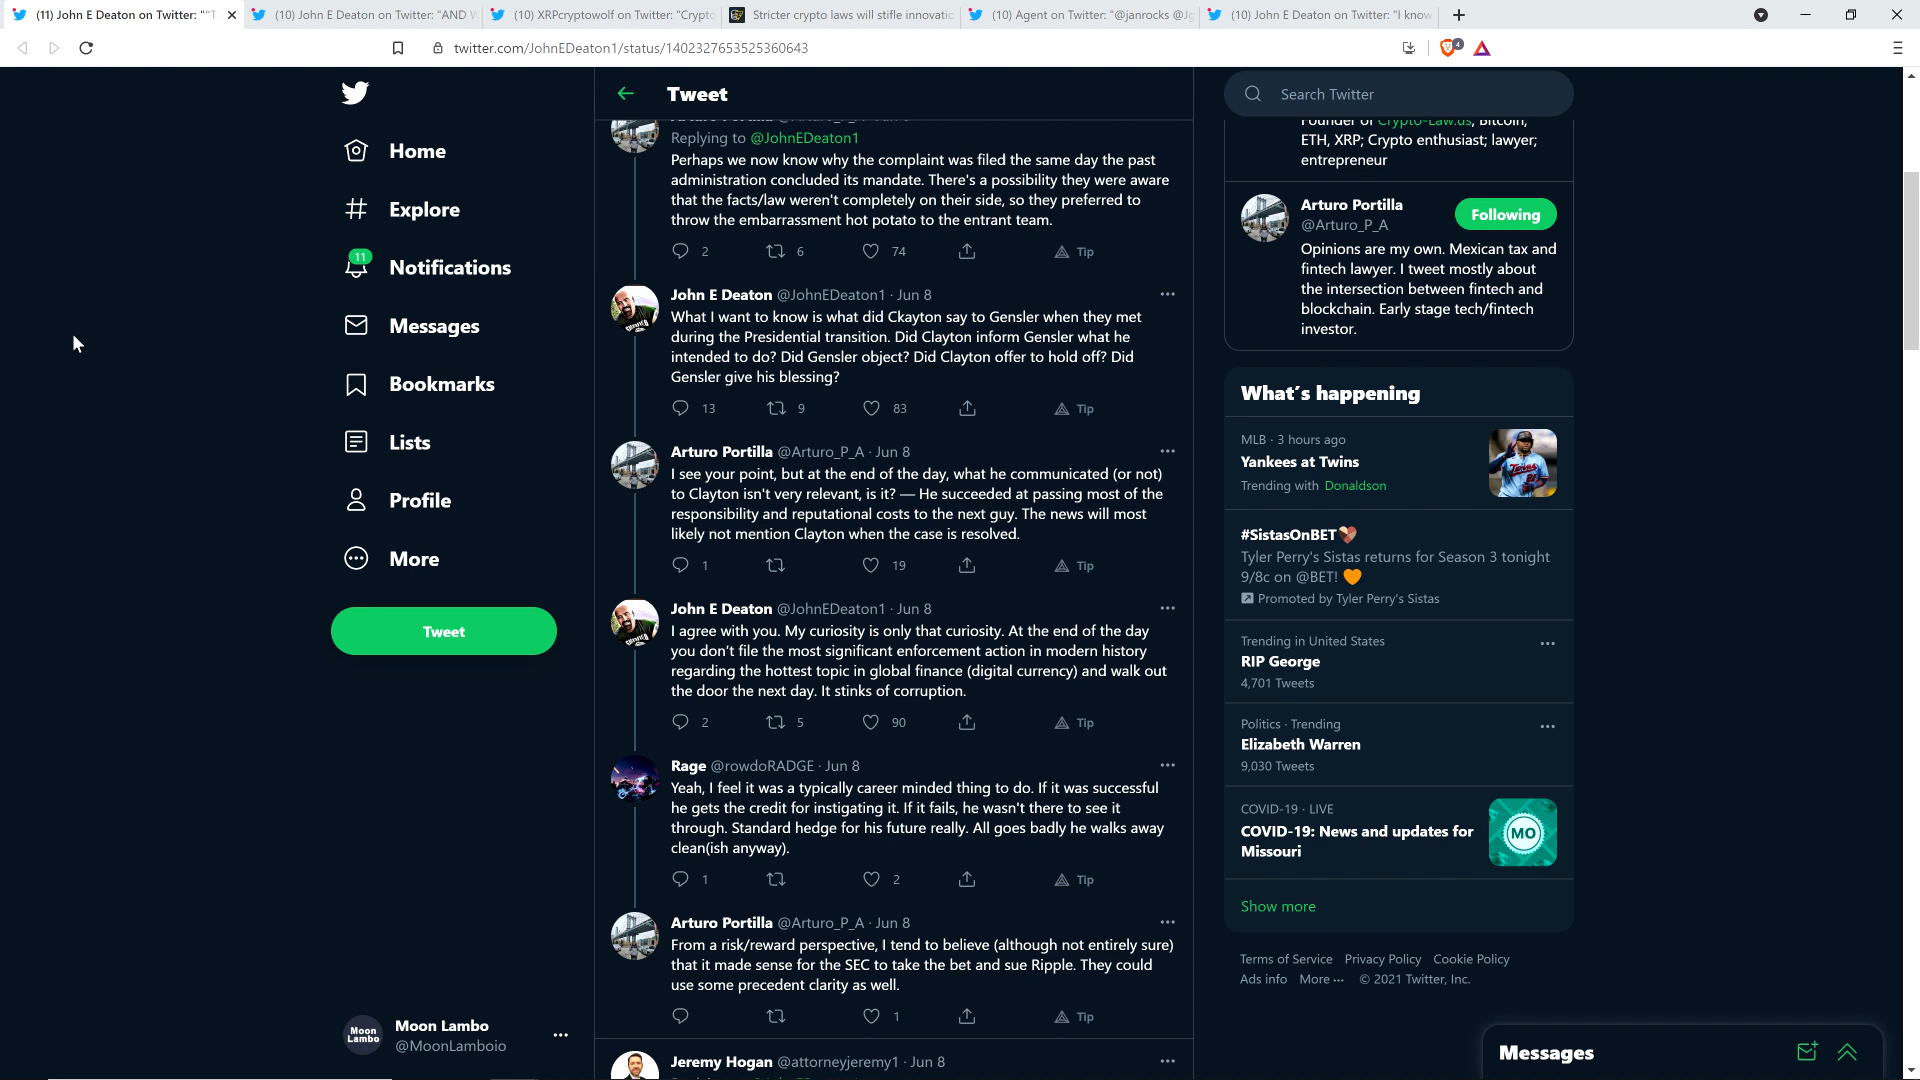 (11) John E Deaton on Twitter: "“T
(10) John E Deaton on Twitter: "AND W
(10) XRPcryptowolf on Twitter: "Crypto
Stricter crypto laws will stifle innovatio
(10) Agent on Twitter: "@janrocks @Jg
(10) John E Deaton on Twitter: "I know
twitter.com/JohnEDeaton1/status/1402327653525360643
4
Home
Explore
11
Notifications
Messages
Bookmarks
Lists
Profile
More
Tweet
Moon Lambo
Moon Lambo
@MoonLamboio
Tweet
Replying to @JohnEDeaton1
Perhaps we now know why the complaint was filed the same day the past
administration concluded its mandate. There's a possibility they were aware
that the facts/law weren't completely on their side, so they preferred to
throw the embarrassment hot potato to the entrant team.
2 6 74 Tip
John E Deaton @JohnEDeaton1 · Jun 8
What I want to know is what did Ckayton say to Gensler when they met
during the Presidential transition. Did Clayton inform Gensler what he
intended to do? Did Gensler object? Did Clayton offer to hold off? Did
Gensler give his blessing?
13 9 83 Tip
Arturo Portilla @Arturo_P_A · Jun 8
I see your point, but at the end of the day, what he communicated (or not)
to Clayton isn't very relevant, is it? — He succeeded at passing most of the
responsibility and reputational costs to the next guy. The news will most
likely not mention Clayton when the case is resolved.
1 19 Tip
John E Deaton @JohnEDeaton1 · Jun 8
I agree with you. My curiosity is only that curiosity. At the end of the day
you don't file the most significant enforcement action in modern history
regarding the hottest topic in global finance (digital currency) and walk out
the door the next day. It stinks of corruption.
2 5 90 Tip
Rage @rowdoRADGE · Jun 8
Yeah, I feel it was a typically career minded thing to do. If it was successful
he gets the credit for instigating it. If it fails, he wasn't there to see it
through. Standard hedge for his future really. All goes badly he walks away
clean(ish anyway).
1 2 Tip
Arturo Portilla @Arturo_P_A · Jun 8
From a risk/reward perspective, I tend to believe (although not entirely sure)
that it made sense for the SEC to take the bet and sue Ripple. They could
use some precedent clarity as well.
1 Tip
Jeremy Hogan @attorneyjeremy1 · Jun 8
Search Twitter
Founder of Crypto-Law.us, Bitcoin,
ETH, XRP; Crypto enthusiast; lawyer;
entrepreneur
Arturo Portilla
@Arturo_P_A
Following
Opinions are my own. Mexican tax and
fintech lawyer. I tweet mostly about
the intersection between fintech and
blockchain. Early stage tech/fintech
investor.
What's happening
MLB · 3 hours ago
Yankees at Twins
Trending with Donaldson
#SistasOnBET
Tyler Perry's Sistas returns for Season 3 tonight
9/8c on @BET!
Promoted by Tyler Perry's Sistas
Trending in United States
RIP George
4,701 Tweets
Politics · Trending
Elizabeth Warren
9,030 Tweets
COVID-19 · LIVE
COVID-19: News and updates for
Missouri
MO
Show more
Terms of Service Privacy Policy Cookie Policy
Ads info More ··· © 2021 Twitter, Inc.
Messages